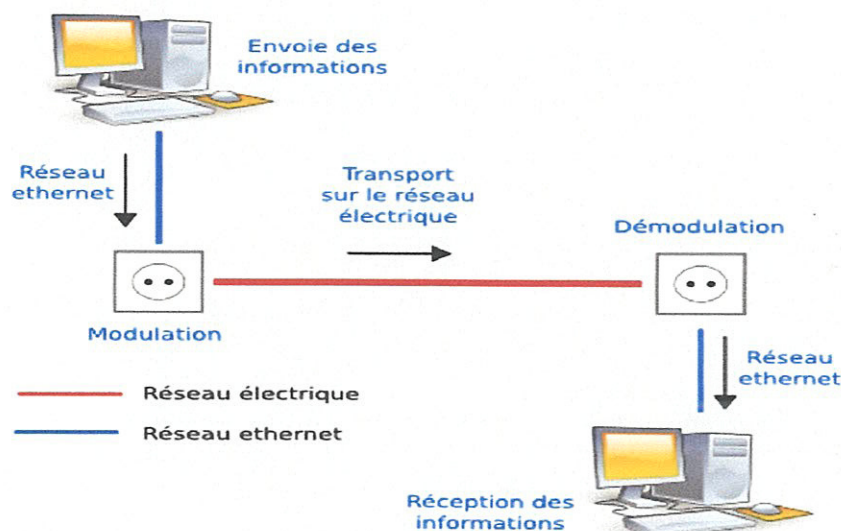 Envoie des
informations
Réseau
ethernet
Transport
sur le réseau
électrique
Démodulation
Modulation
Réseau
ethernet
Réseau électrique
Réseau ethernet
Réception des
informations